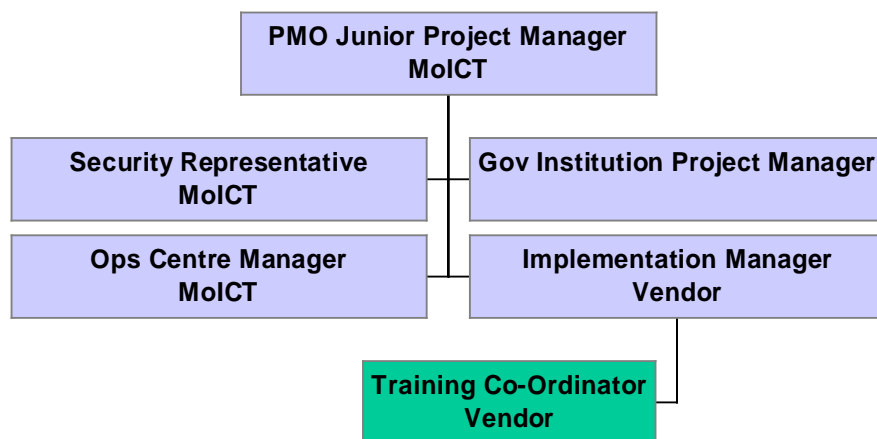 PMO Junior Project Manager
MoICT
Security Representative
MoICT
Gov Institution Project Manager
Ops Centre Manager
MoICT
Implementation Manager
Vendor
Training Co-Ordinator
Vendor